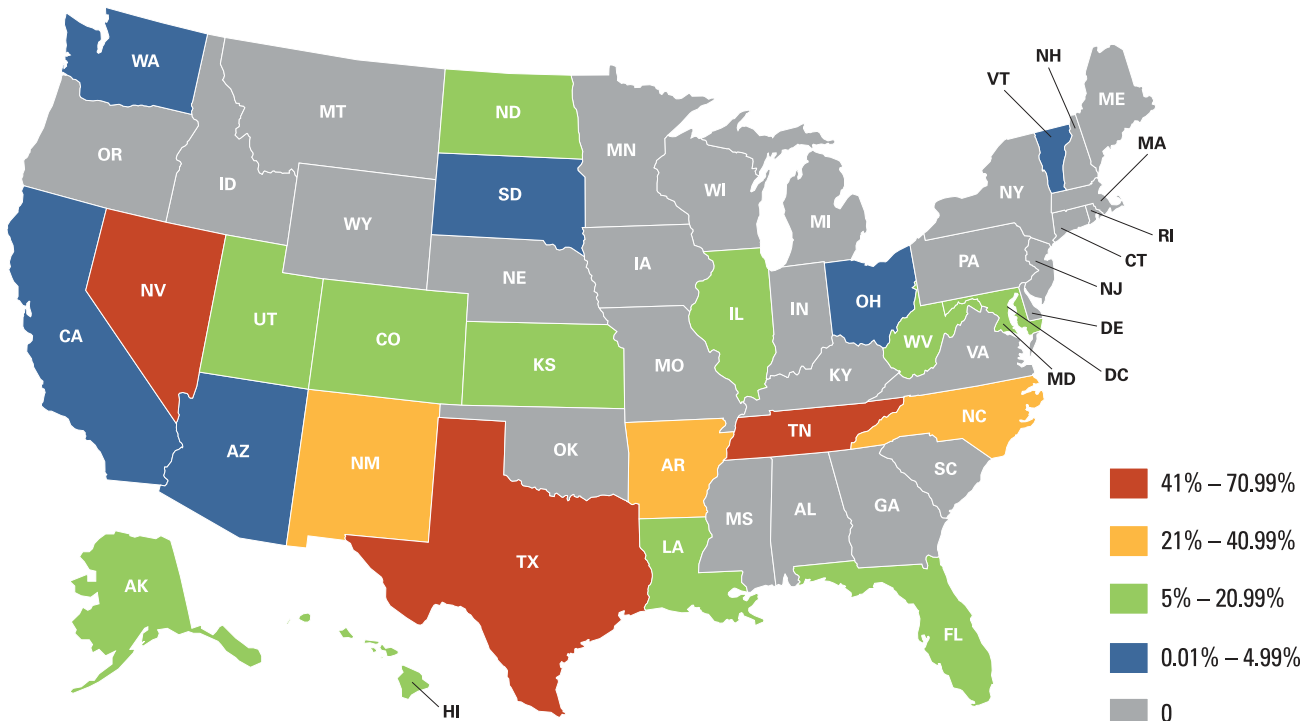 WA
OR
CA
NV
ID
MT
WY
UT
AZ
CO
NM
ND
SD
NE
KS
OK
TX
MN
IA
MO
AR
LA
WI
IL
MI
IN
OH
KY
TN
MS
AL
GA
FL
SC
NC
VA
WV
PA
NY
VT
NH
ME
MA
RI
CT
NJ
DE
DC
MD
AK
HI
41% – 70.99%
21% – 40.99%
5% – 20.99%
0.01% – 4.99%
0